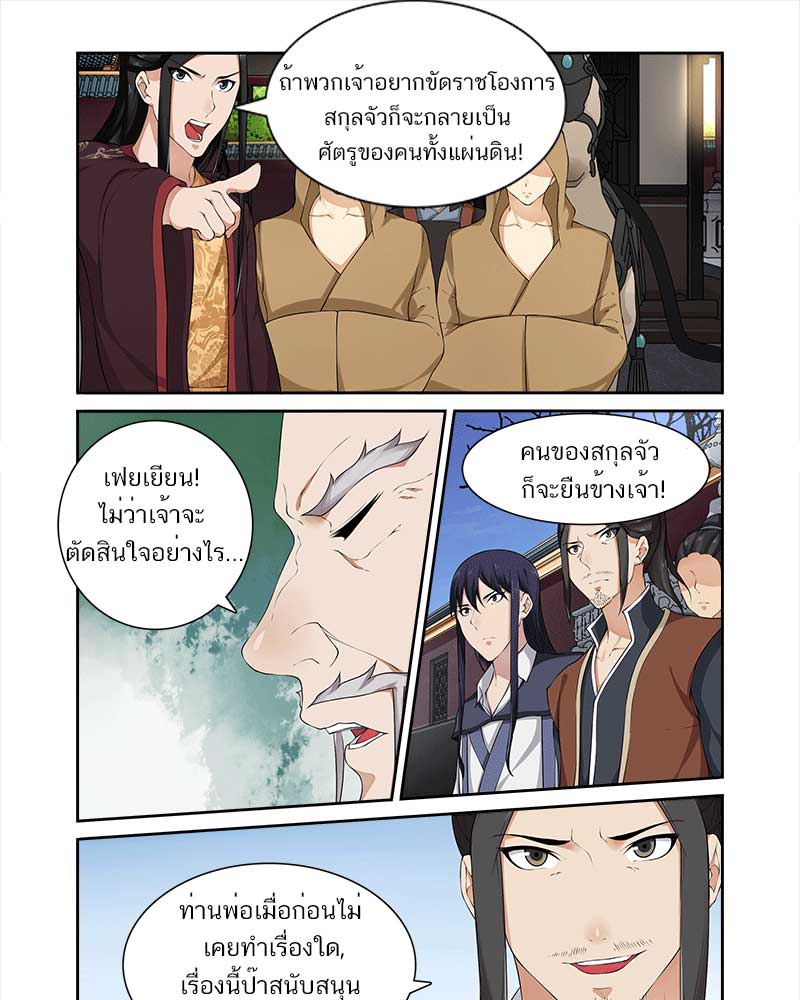 ถ้าพวกเจ้าอยากขัดราชโองการ
สกุลจัวก็จะกลายเป็น
ศัตรูของคนทั้งแผ่นดิน!
เฟยเยียน!
ไม่ว่าเจ้าจะ
ตัดสินใจอย่างไร...
คนของสกุลจัว
ก็จะยืนข้างเจ้า!
ท่านพ่อเมื่อก่อนไม่
เคยทำเรื่องใด,
เรื่องนี้ป๊าสนับสนุน